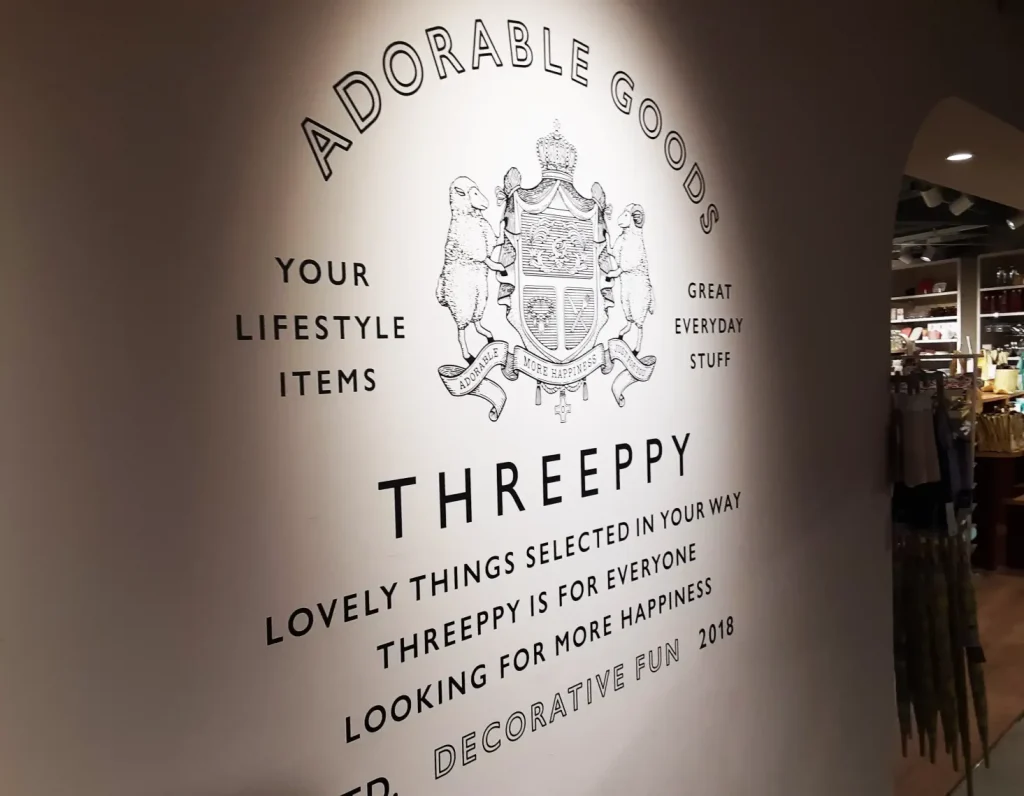 ADORABLE GOODS
YOUR
LIFESTYLE
ITEMS
GREAT
EVERYDAY
STUFF
ADORABLE
MORE HAPPINESS
THREEPPY
LOVELY THINGS SELECTED IN YOUR WAY
THREEPPY IS FOR EVERYONE
LOOKING FOR MORE HAPPINESS
DECORATIVE FUN 2018